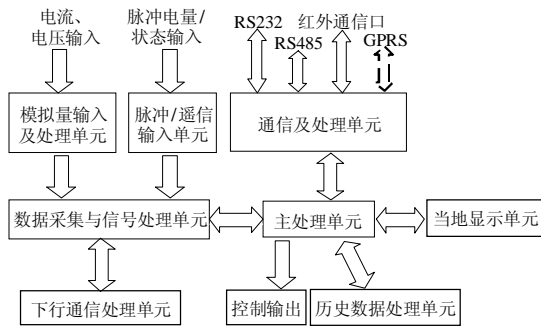 电流、
电压输入
脉冲电量/
状态输入
RS232
红外通信口
RS485
GPRS
模拟量输入
及处理单元
脉冲/遥信
输入单元
通信及处理单元
数据采集与信号处理单元
主处理单元
当地显示单元
下行通信处理单元
控制输出
历史数据处理单元